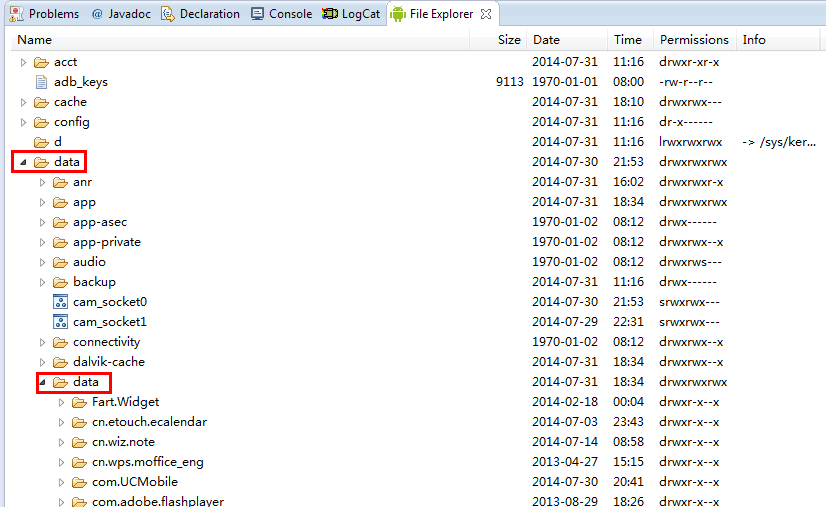 Problems @ Javadoc Declaration Console LogCat File Explorer
Name Size Date Time Permissions Info
acct 2014-07-31 11:16 drwxr-xr-x
adb_keys 9113 1970-01-01 08:00 -rw-r--r--
cache 2014-07-31 18:10 drwxrwx---
config 2014-07-31 11:16 dr-x------
d 2014-07-31 11:16 lrwxrwxrwx -> /sys/ker...
data 2014-07-30 21:53 drwxrwxrwx
anr 2014-07-31 16:02 drwxrwxr-x
app 2014-07-31 18:34 drwxrwxrwx
app-asec 1970-01-02 08:12 drwx------
app-private 1970-01-02 08:12 drwxrwx--x
audio 1970-01-02 08:12 drwxrws---
backup 2014-07-31 11:16 drwx------
cam_socket0 2014-07-30 21:53 srwxrwx---
cam_socket1 2014-07-29 22:31 srwxrwx---
connectivity 1970-01-02 08:12 drwxrwx--x
dalvik-cache 2014-07-31 18:34 drwxrwx--x
data 2014-07-31 18:34 drwxrwxrwx
Fart.Widget 2014-02-18 00:04 drwxr-x--x
cn.etouch.ecalendar 2014-07-03 23:43 drwxr-x--x
cn.wiz.note 2014-07-14 08:58 drwxr-x--x
cn.wps.moffice_eng 2013-04-27 15:15 drwxr-x--x
com.UCMobile 2014-07-30 20:41 drwxr-x--x
com.adobe.flashplayer 2013-08-29 18:26 drwxr-x--x